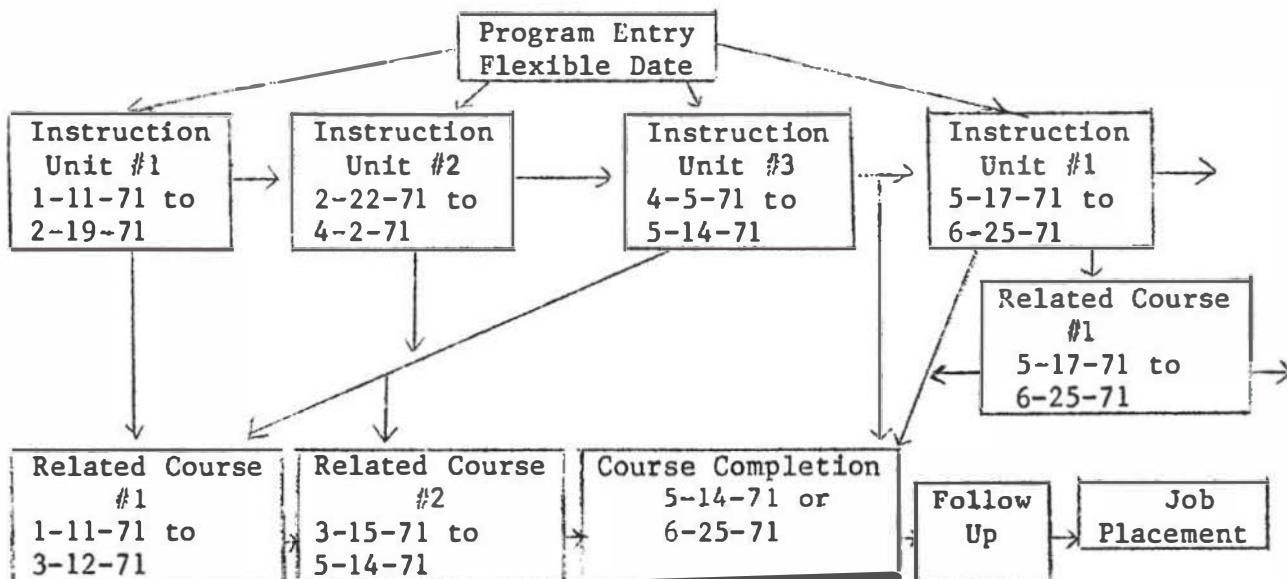 Program Entry
Flexible Date
Instruction
Unit #1
1-11-71 to
2-19-71
Instruction
Unit #2
2-22-71 to
4-2-71
Instruction
Unit #3
4-5-71 to
5-14-71
Instruction
Unit #1
5-17-71 to
6-25-71
Related Course
#1
5-17-71 to
6-25-71
Related Course
#1
1-11-71 to
3-12-71
Related Course
#2
3-15-71 to
5-14-71
Course Completion
5-14-71 or
6-25-71
Follow
Up
Job
Placement